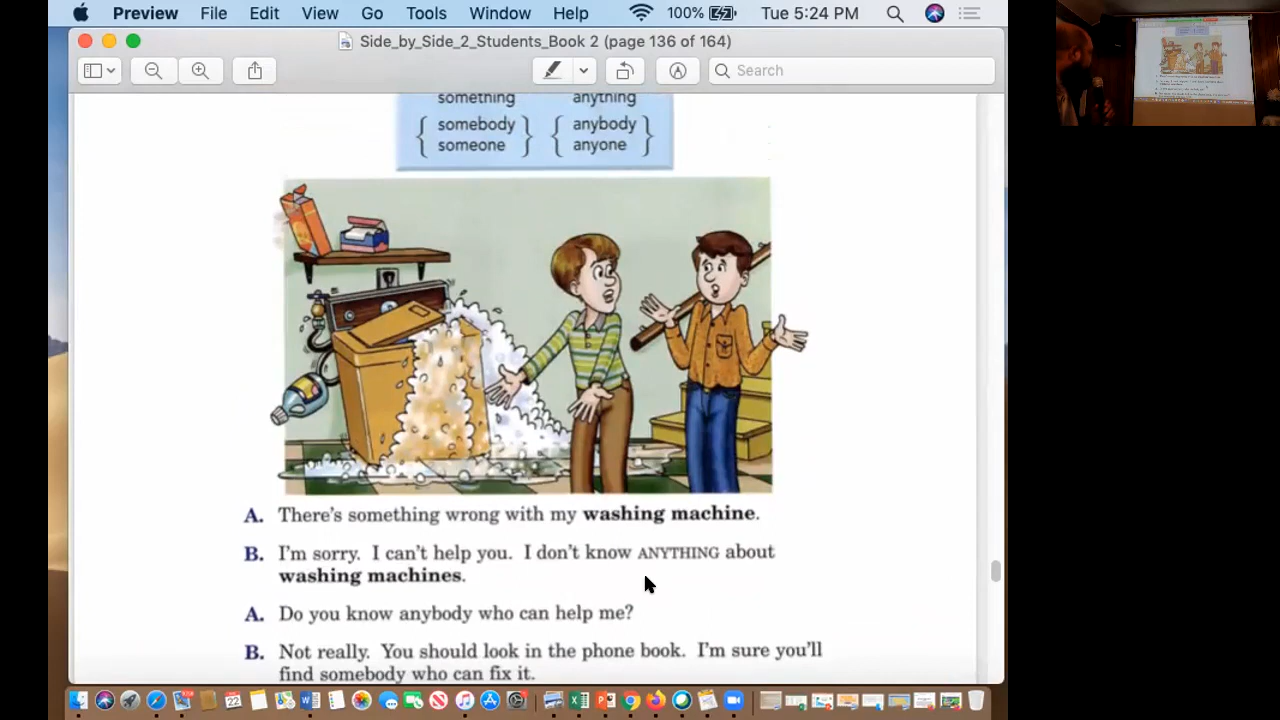 Preview File Edit View Go Tools Window Help 100% Tue 5:24 PM
Side_by_Side_2_Students_Book 2 (page 136 of 164)
Search
something anything
somebody anybody
someone anyone
A. There's something wrong with my washing machine.
B. I'm sorry. I can't help you. I don't know ANYTHING about
washing machines.
A. Do you know anybody who can help me?
B. Not really. You should look in the phone book. I'm sure you'll
find somebody who can fix it.